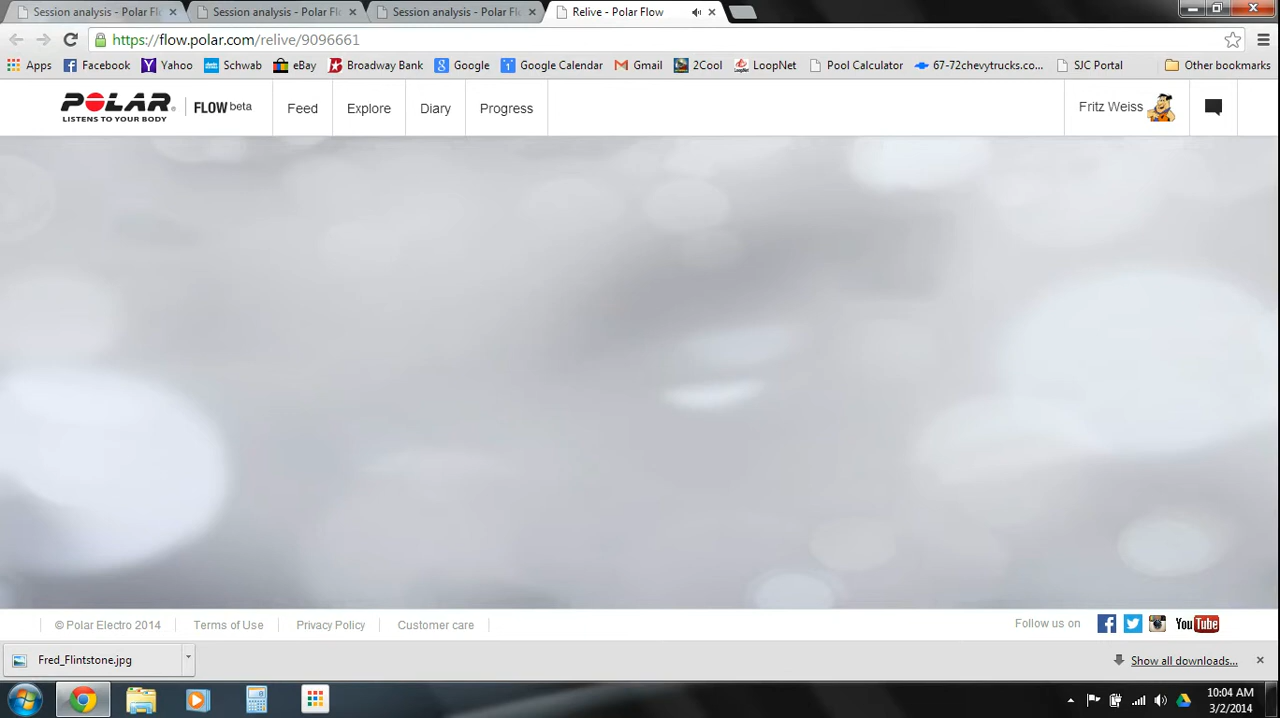 Session analysis - Polar Fl
Session analysis - Polar Fl
Session analysis - Polar Fl
Relive - Polar Flow
https://flow.polar.com/relive/9096661
Apps
Facebook
Yahoo
Schwab
eBay
Broadway Bank
Google
Google Calendar
Gmail
2Cool
LoopNet
Pool Calculator
67-72chevytrucks.co...
SJC Portal
Other bookmarks
POLAR
LISTENS TO YOUR BODY
FLOW beta
Feed
Explore
Diary
Progress
Fritz Weiss
© Polar Electro 2014
Terms of Use
Privacy Policy
Customer care
Follow us on
YouTube
Fred_Flintstone.jpg
Show all downloads...
10:04 AM
3/2/2014